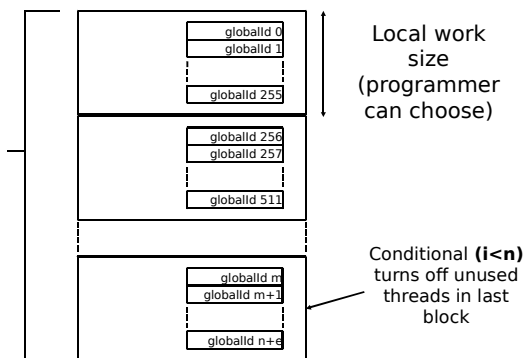 globalId 0
globalId 1
globalId 255
Local work
size
(programmer
can choose)
globalId 256
globalId 257
globalId 511
Conditional (i<n)
turns off unused
threads in last
block
globalId m
globalId m+1
globalId n+e